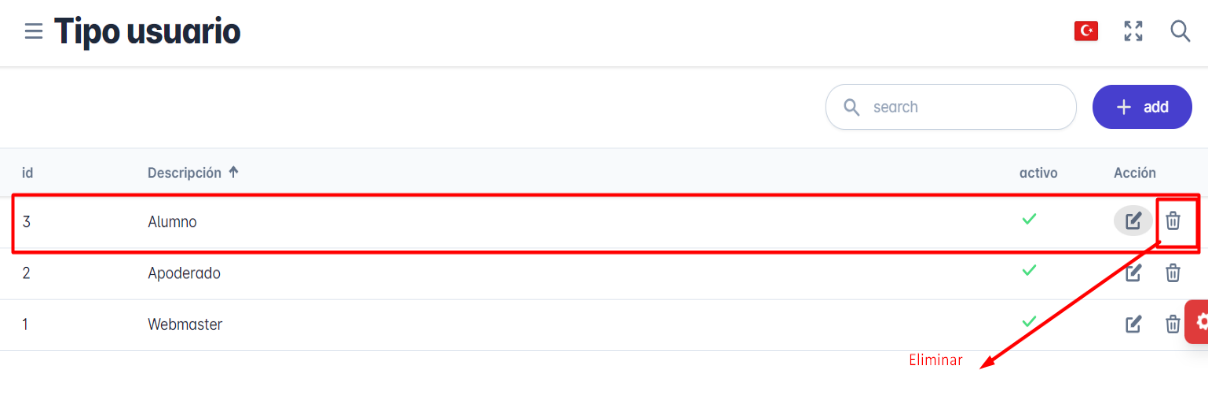 Tipo usuario
search
add
id Descripción activo Acción
3 Alumno
2 Apoderado
1 Webmaster
Eliminar